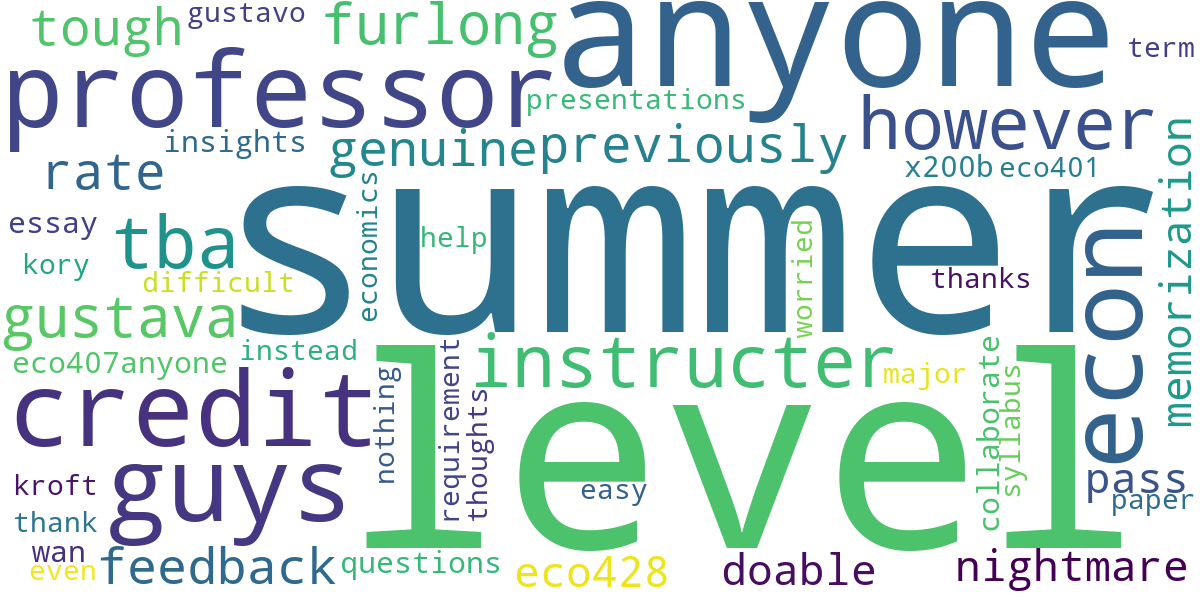 tough gustavo furlong anyone term
professor presentations however
insights genuine previously x200b eco401
rate economics summer memorization
essay tba help worried econ
kory difficult thanks
gustava instructer
eco407anyone instead level major
credit nothing requirement thoughts collaborate syllabus
guys easy pass
kroft paper
thank
wan feedback questions eco428 doable nightmare
even